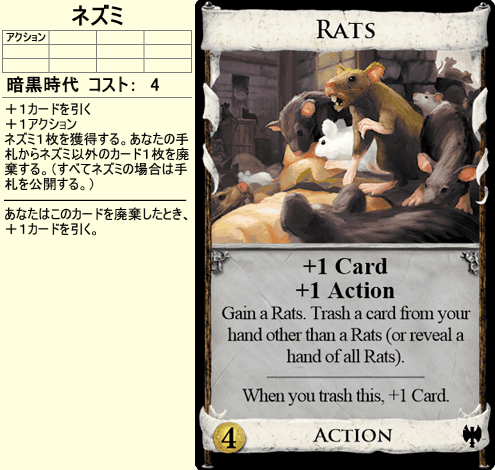 ネズミ
アクション
暗黒時代 コスト： 4
＋１カードを引く
＋１アクション
ネズミ１枚を獲得する。あなたの手
札からネズミ以外のカード１枚を廃
棄する。（すべてネズミの場合は手
札を公開する。）
あなたはこのカードを廃棄したとき、
＋１カードを引く。
RATS
+1 Card
+1 Action
Gain a Rats. Trash a card from your
hand other than a Rats (or reveal a
hand of all Rats).
When you trash this, +1 Card.
4 ACTION